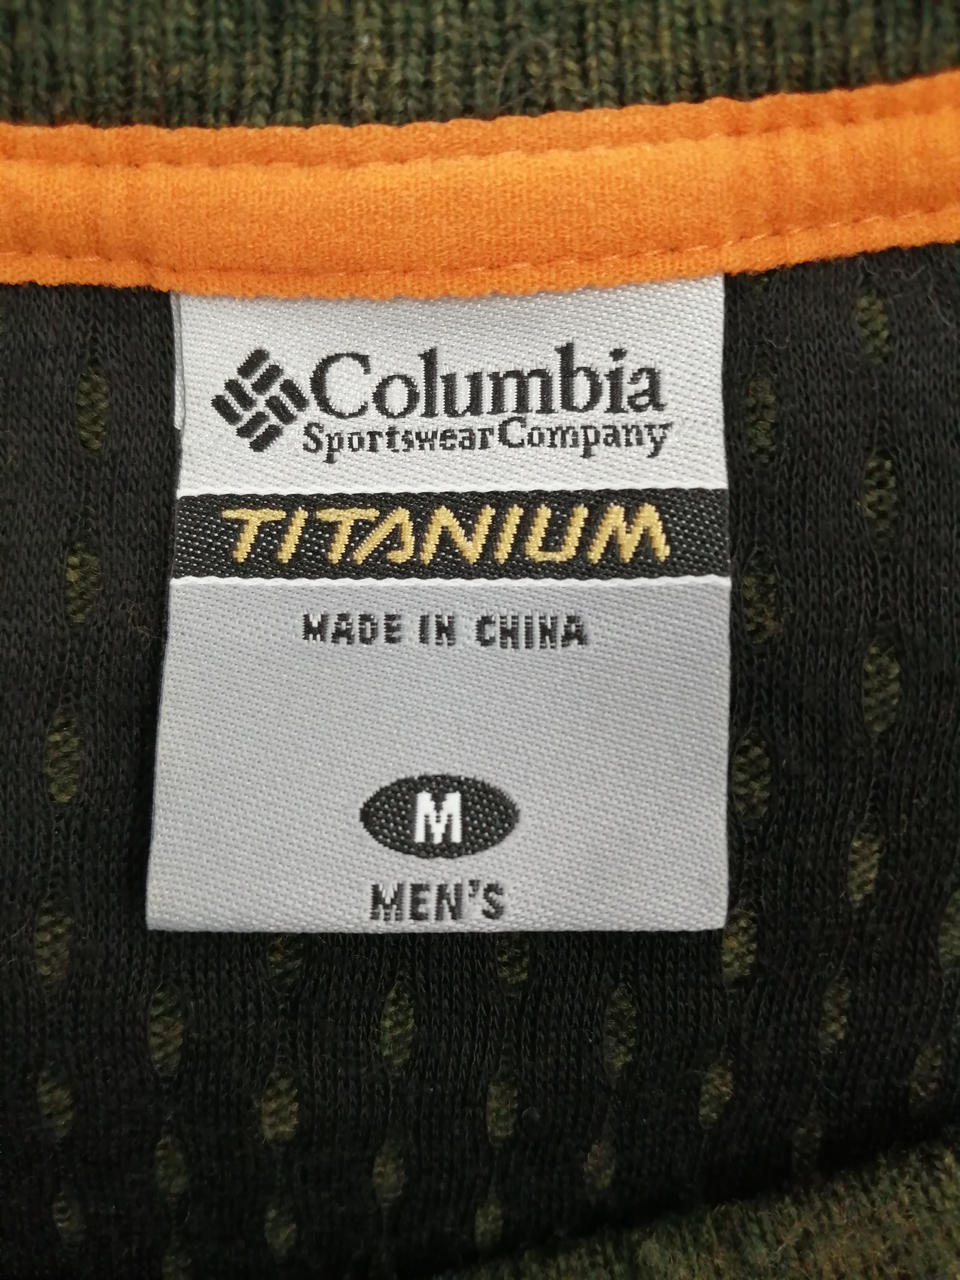 Columbia
Sportswear Company
TITANIUM
MADE IN CHINA
M
MEN'S